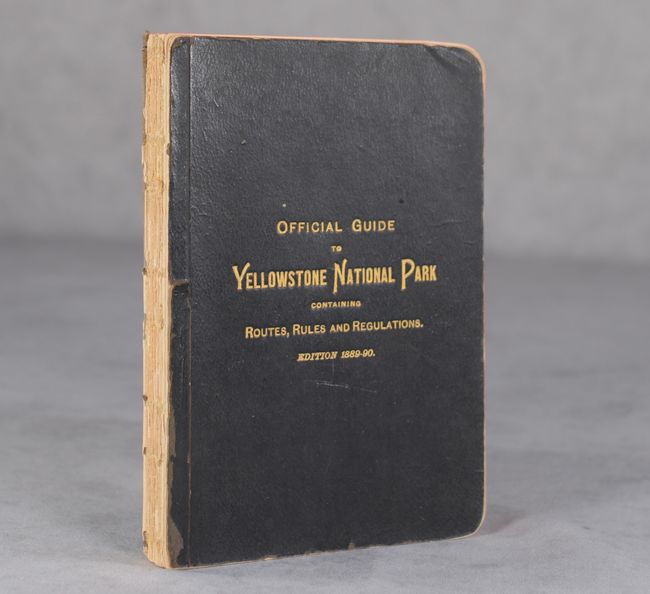 OFFICIAL GUIDE
TO
YELLOWSTONE NATIONAL PARK
CONTAINING
ROUTES, RULES AND REGULATIONS.
EDITION 1889-90.